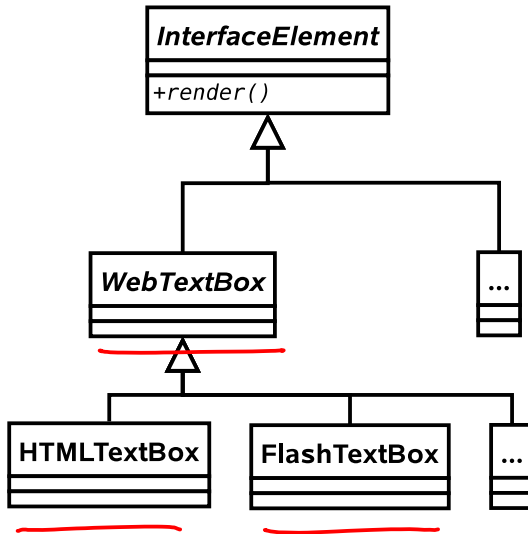 InterfaceElement
+render()
WebTextBox
...
HTMLTextBox
FlashTextBox
...